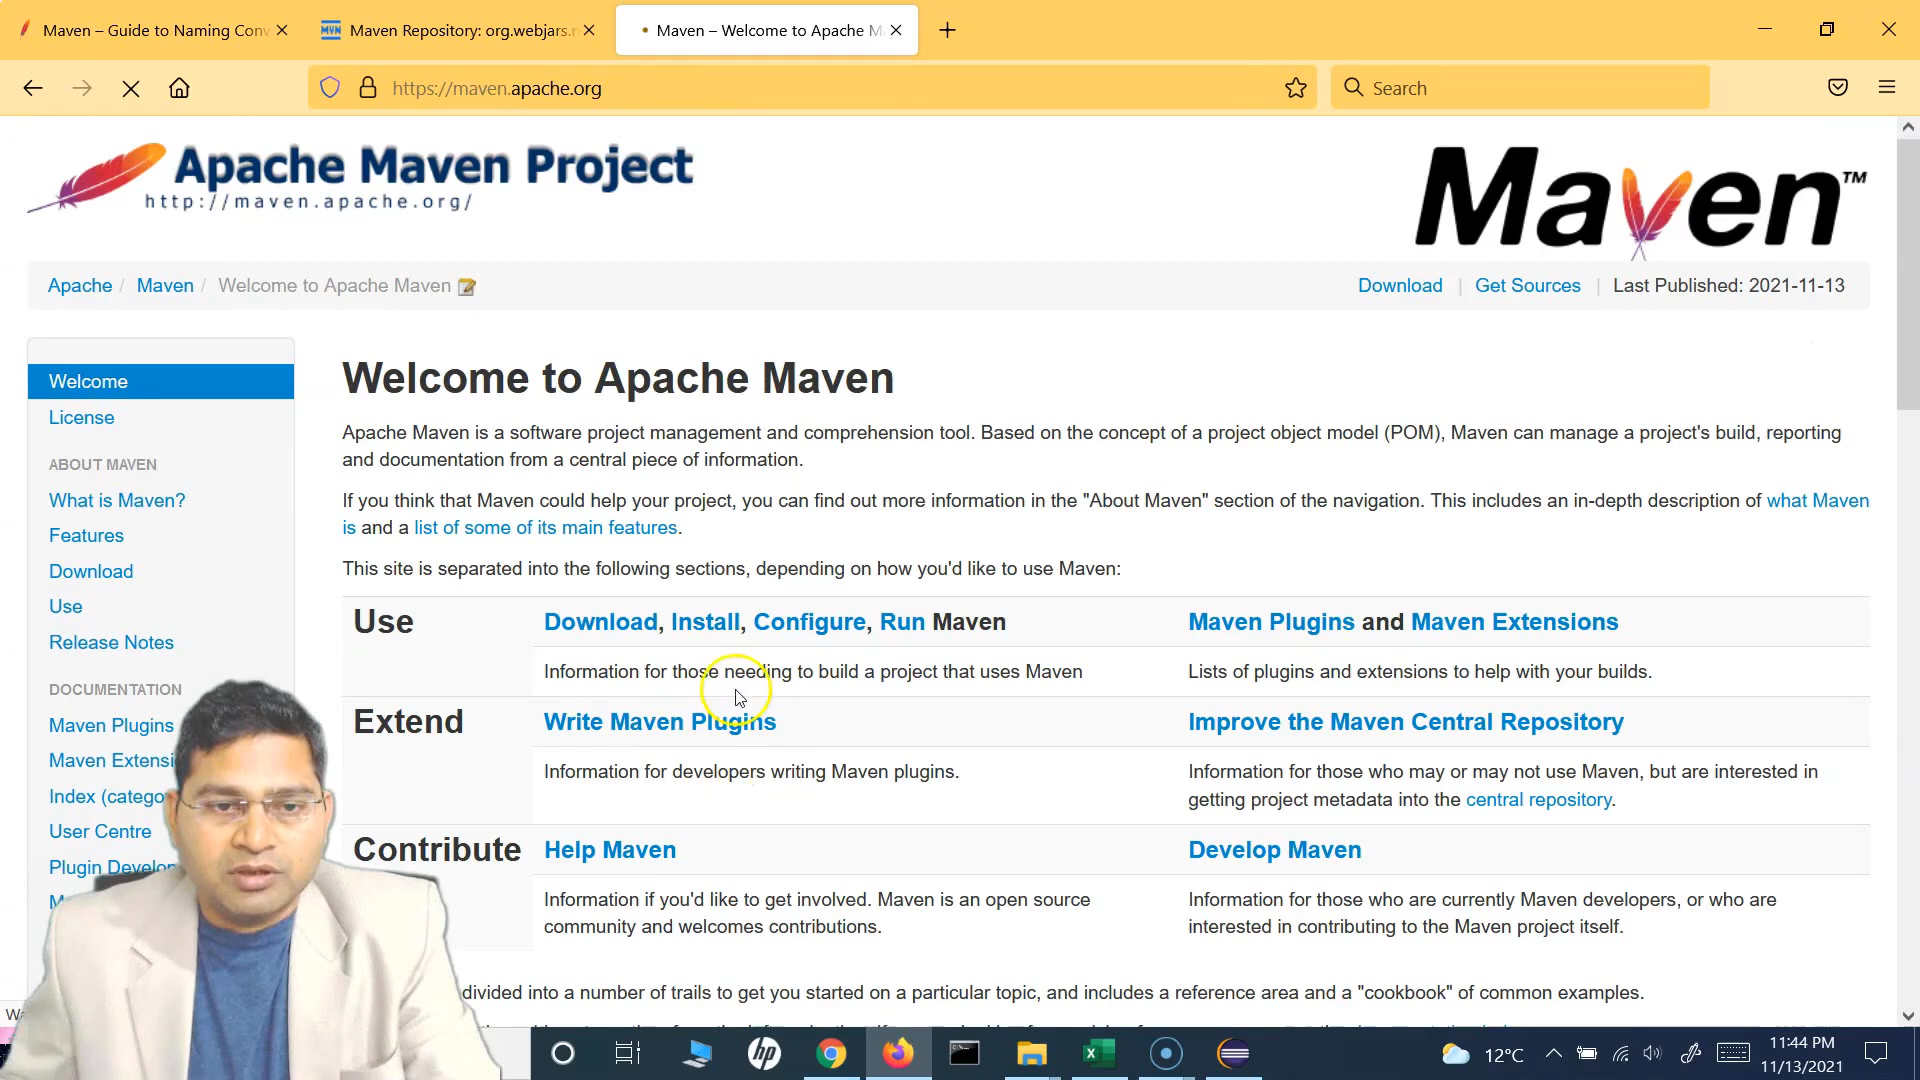 Maven – Guide to Naming Conv
Maven Repository: org.webjars.n
Maven – Welcome to Apache M
https://maven.apache.org
Search
Apache Maven Project
http://maven.apache.org/
Maven™
Apache / Maven / Welcome to Apache Maven
Download | Get Sources | Last Published: 2021-11-13
Welcome
License
ABOUT MAVEN
What is Maven?
Features
Download
Use
Release Notes
DOCUMENTATION
Maven Plugins
Maven Extensi
Index (catego
User Centre
Plugin Develop
Welcome to Apache Maven
Apache Maven is a software project management and comprehension tool. Based on the concept of a project object model (POM), Maven can manage a project's build, reporting
and documentation from a central piece of information.
If you think that Maven could help your project, you can find out more information in the "About Maven" section of the navigation. This includes an in-depth description of what Maven
is and a list of some of its main features.
This site is separated into the following sections, depending on how you'd like to use Maven:
Use
Download, Install, Configure, Run Maven
Information for those needing to build a project that uses Maven
Maven Plugins and Maven Extensions
Lists of plugins and extensions to help with your builds.
Extend
Write Maven Plugins
Information for developers writing Maven plugins.
Improve the Maven Central Repository
Information for those who may or may not use Maven, but are interested in
getting project metadata into the central repository.
Contribute
Help Maven
Information if you'd like to get involved. Maven is an open source
community and welcomes contributions.
Develop Maven
Information for those who are currently Maven developers, or who are
interested in contributing to the Maven project itself.
divided into a number of trails to get you started on a particular topic, and includes a reference area and a "cookbook" of common examples.
hp
12°C
11:44 PM
11/13/2021